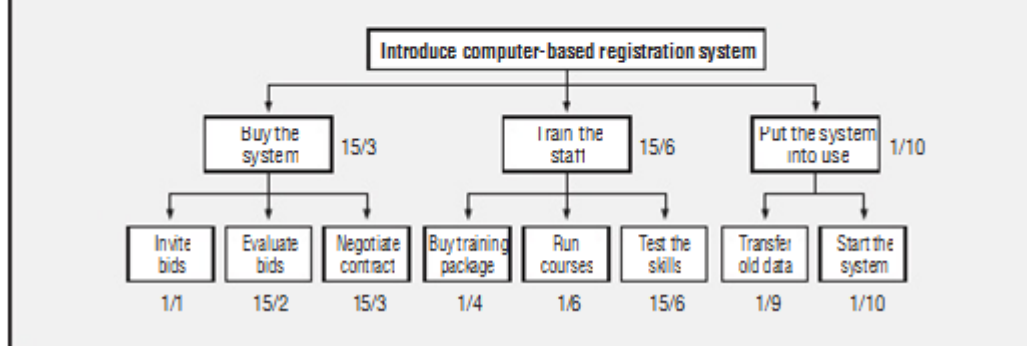 Introduce computer-based registration system
Buy the
system
15/3
Train the
staff
15/6
Put the system
into use
1/10
Invite
bids
Evaluate
bids
Negotiate
contract
Buy training
package
Run
courses
Test the
skills
Transfer
old data
Start the
system
1/1
15/2
15/3
1/4
1/6
15/6
1/9
1/10